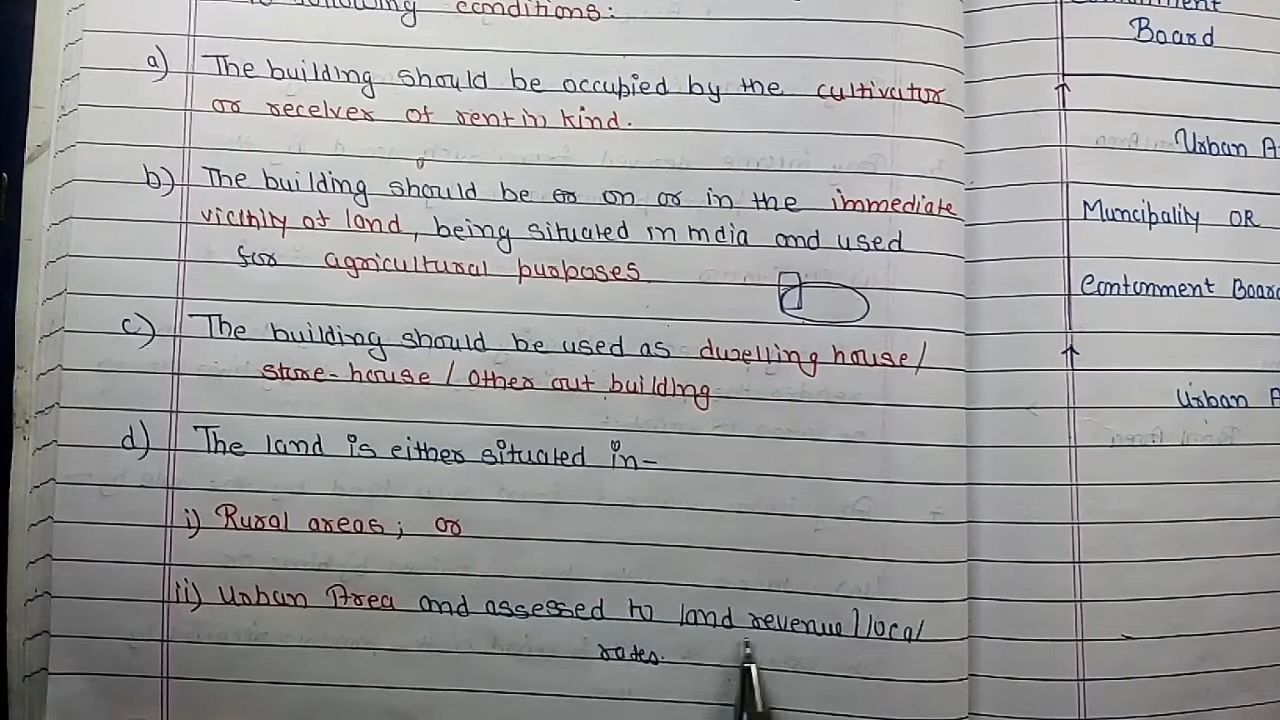 following conditions:
a) The building should be occupied by the cultivator
or receiver of rent in kind.
b) The building should be or on or in the immediate
vicinity of land, being situated in India and used
for agricultural purposes
c) The building should be used as dwelling house /
store-house / other out building
d) The land is either situated in-
i) Rural areas; or
ii) Urban Area and assessed to land revenue / local
rates.
Board
Urban A
Muncipality OR
Contonment Board
Urban A